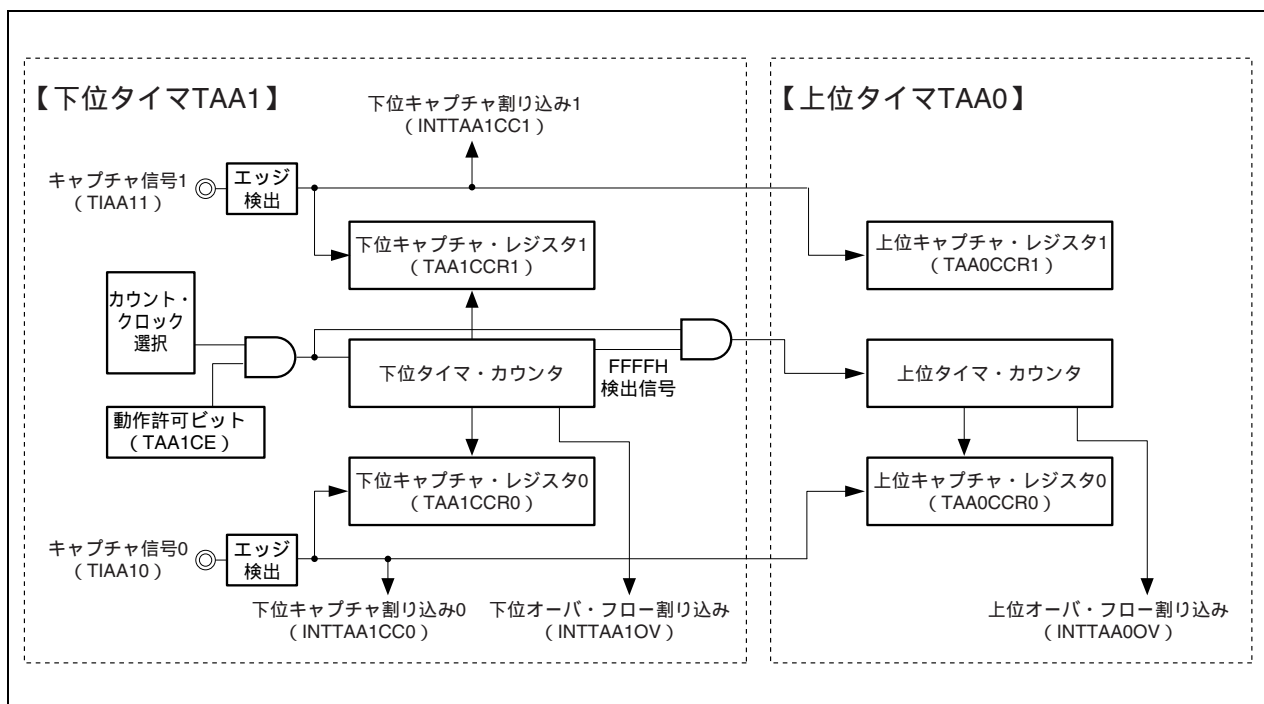 【下位タイマTAA1】
下位キャプチャ割り込み1
（INTTAA1CC1）
キャプチャ信号1
（TIAA11）
エッジ
検出
下位キャプチャ・レジスタ1
（TAA1CCR1）
カウント・
クロック
選択
動作許可ビット
（TAA1CE）
下位タイマ・カウンタ
FFFFH
検出信号
下位キャプチャ・レジスタ0
（TAA1CCR0）
キャプチャ信号0
（TIAA10）
エッジ
検出
下位キャプチャ割り込み0
（INTTAA1CC0）
下位オーバ・フロー割り込み
（INTTAA1OV）
【上位タイマTAA0】
上位キャプチャ・レジスタ1
（TAA0CCR1）
上位タイマ・カウンタ
上位キャプチャ・レジスタ0
（TAA0CCR0）
上位オーバ・フロー割り込み
（INTTAA0OV）